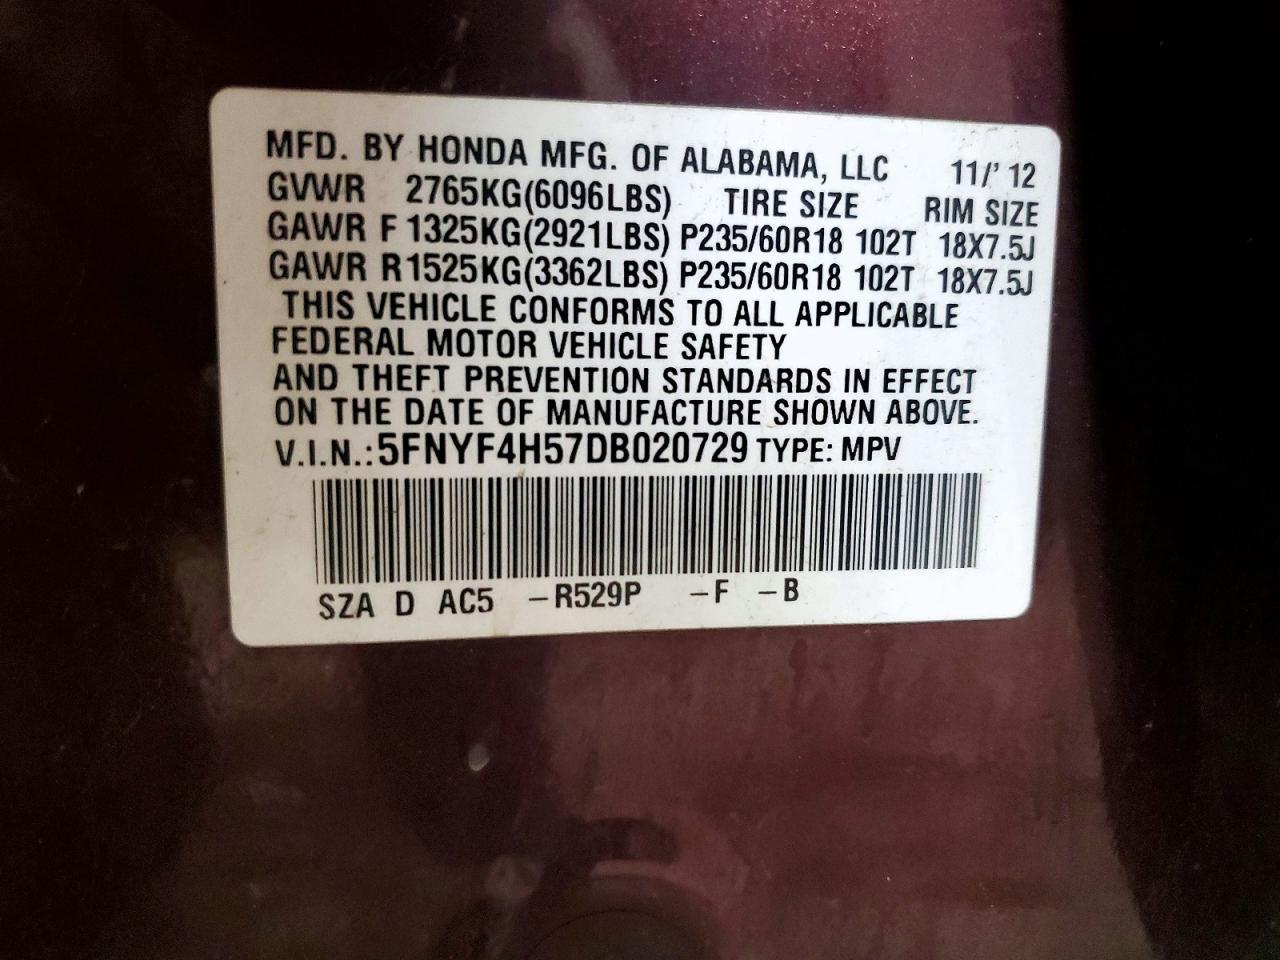 MFD. BY HONDA MFG. OF ALABAMA, LLC 11/' 12
GVWR 2765KG(6096LBS) TIRE SIZE RIM SIZE
GAWR F 1325KG(2921LBS) P235/60R18 102T 18X7.5J
GAWR R 1525KG(3362LBS) P235/60R18 102T 18X7.5J
THIS VEHICLE CONFORMS TO ALL APPLICABLE
FEDERAL MOTOR VEHICLE SAFETY
AND THEFT PREVENTION STANDARDS IN EFFECT
ON THE DATE OF MANUFACTURE SHOWN ABOVE.
V.I.N.: 5FNYF4H57DB020729 TYPE: MPV
SZA D AC5 –R529P –F –B